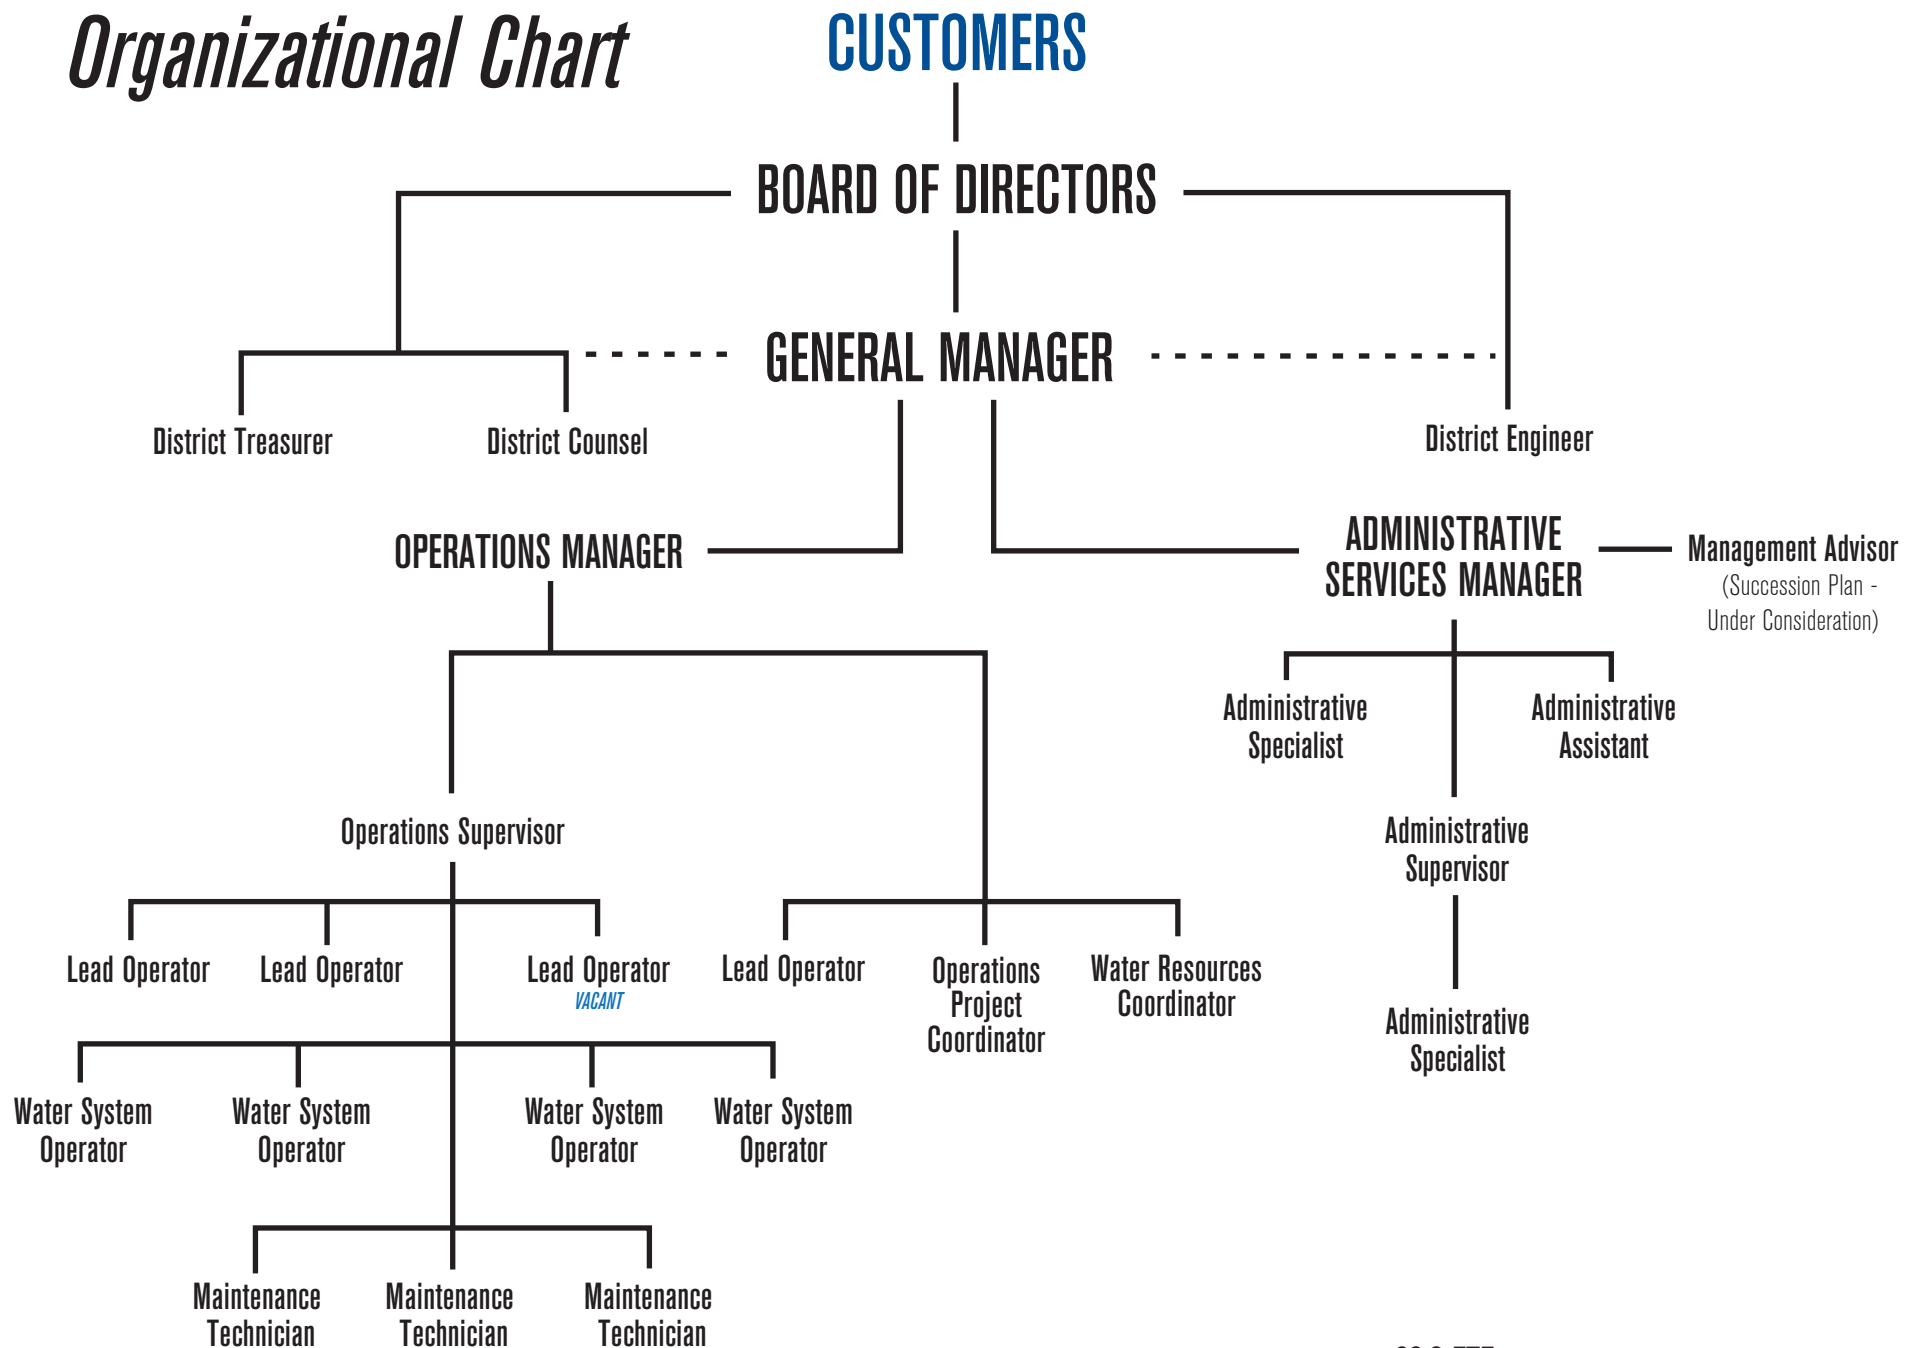 Organizational Chart
CUSTOMERS
BOARD OF DIRECTORS
GENERAL MANAGER
District Treasurer
District Counsel
District Engineer
OPERATIONS MANAGER
ADMINISTRATIVE
SERVICES MANAGER
Management Advisor
(Succession Plan -
Under Consideration)
Administrative
Specialist
Administrative
Assistant
Operations Supervisor
Administrative
Supervisor
Lead Operator
Lead Operator
Lead Operator
VACANT
Lead Operator
Operations
Project
Coordinator
Water Resources
Coordinator
Administrative
Specialist
Water System
Operator
Water System
Operator
Water System
Operator
Water System
Operator
Maintenance
Technician
Maintenance
Technician
Maintenance
Technician